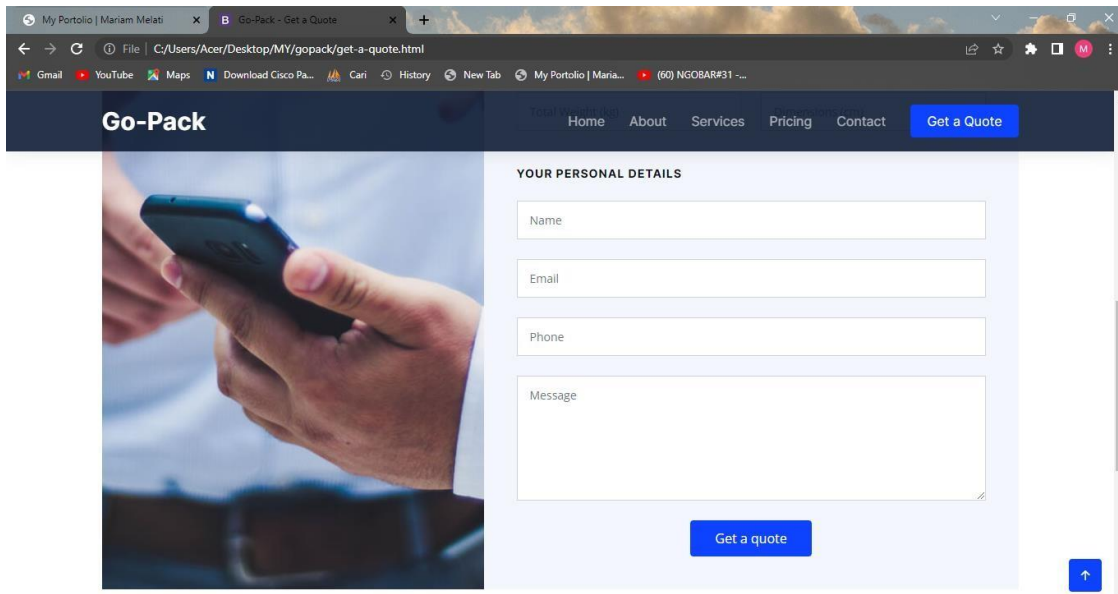 My Portolio | Mariam Melati
Go-Pack - Get a Quote
File | C:/Users/Acer/Desktop/MY/gopack/get-a-quote.html
M
Gmail YouTube Maps Download Cisco Pa... Cari History New Tab My Portolio | Maria... (60) NGOBAR#31 -...
Go-Pack
Home About Services Pricing Contact Get a Quote
YOUR PERSONAL DETAILS
Name
Email
Phone
Message
Get a quote